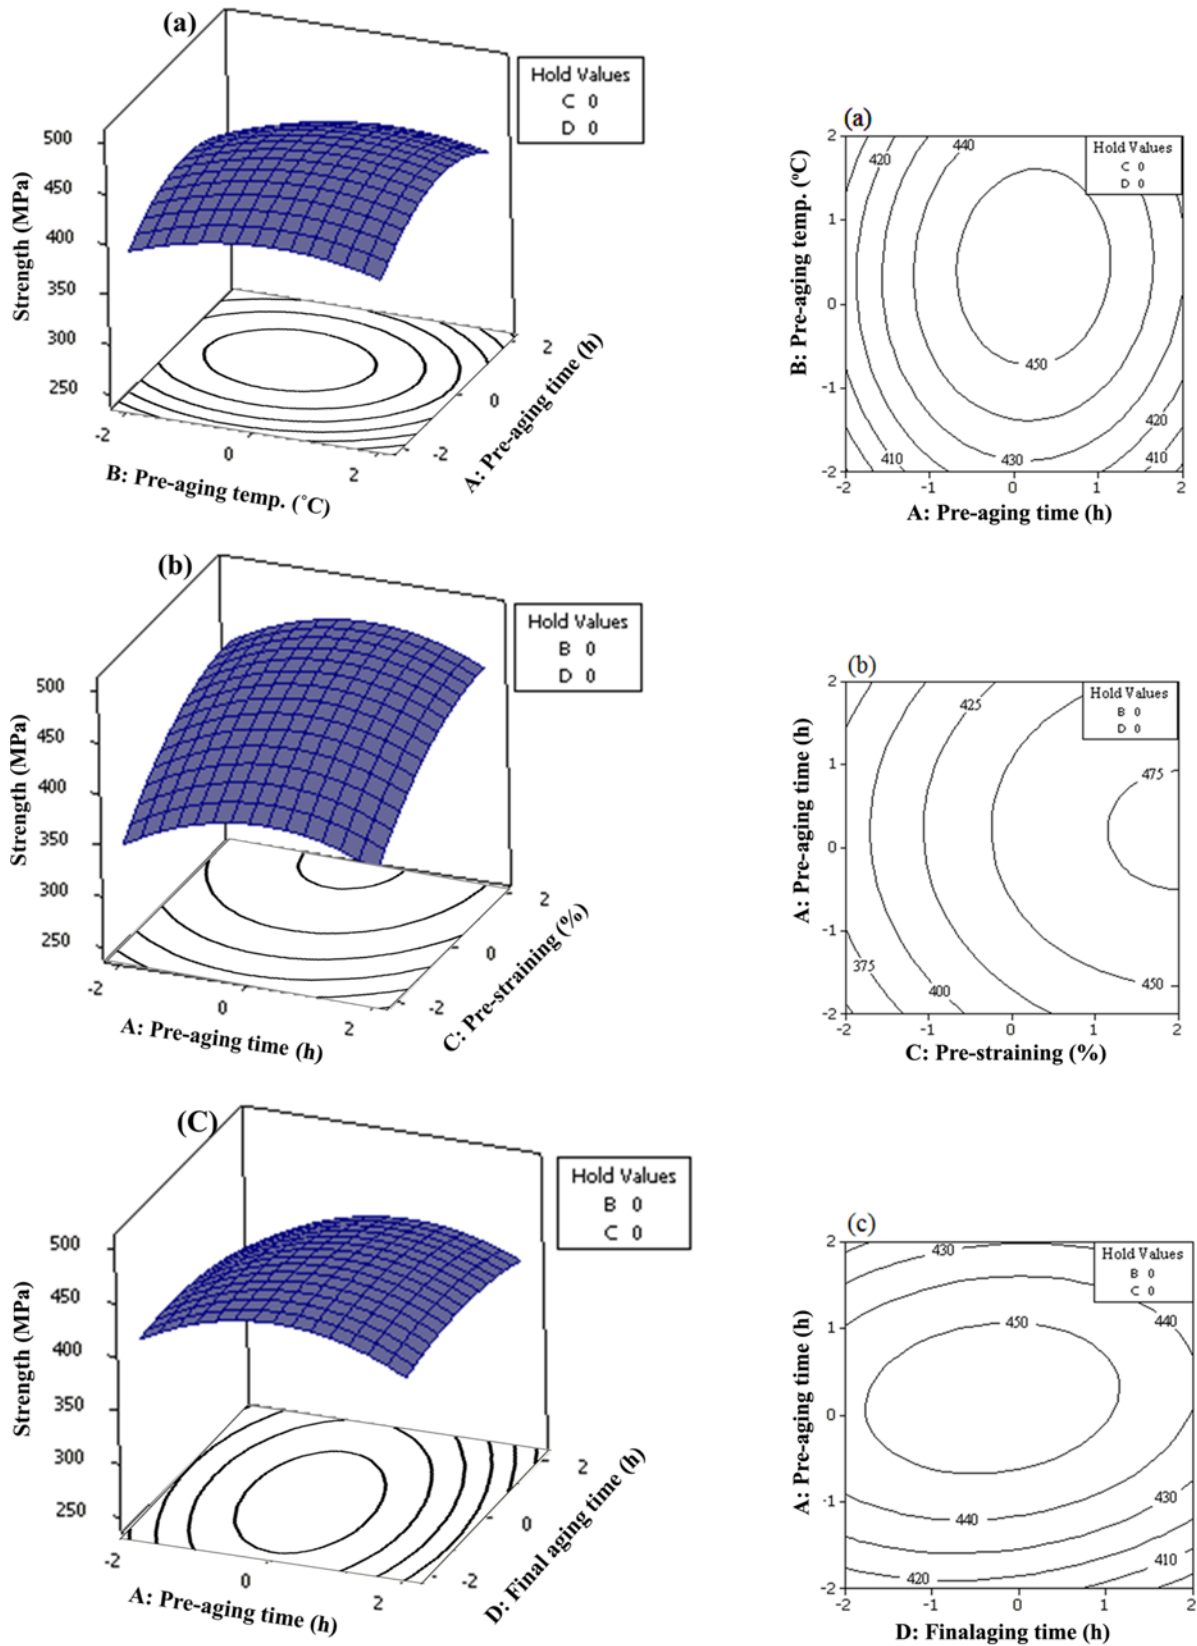 (a)
Hold Values
C 0
D 0
500
450
400
350
300
250
Strength (MPa)
-2
0
2
B: Pre-aging temp. (˚C)
-2
0
2
A: Pre-aging time (h)
(a)
Hold Values
C 0
D 0
2
1
0
-1
-2
B: Pre-aging temp. (°C)
420
440
450
420
410
430
410
-2
-1
0
1
2
A: Pre-aging time (h)
(b)
Hold Values
B 0
D 0
500
450
400
350
300
250
Strength (MPa)
-2
0
2
A: Pre-aging time (h)
-2
0
2
C: Pre-straining (%)
(b)
Hold Values
B 0
D 0
2
1
0
-1
-2
A: Pre-aging time (h)
425
475
375
400
450
-2
-1
0
1
2
C: Pre-straining (%)
(C)
Hold Values
B 0
C 0
500
450
400
350
300
250
Strength (MPa)
-2
0
2
A: Pre-aging time (h)
-2
0
2
D: Final aging time (h)
(c)
Hold Values
B 0
C 0
2
1
0
-1
-2
A: Pre-aging time (h)
430
450
440
430
440
410
420
-2
-1
0
1
2
D: Finalaging time (h)